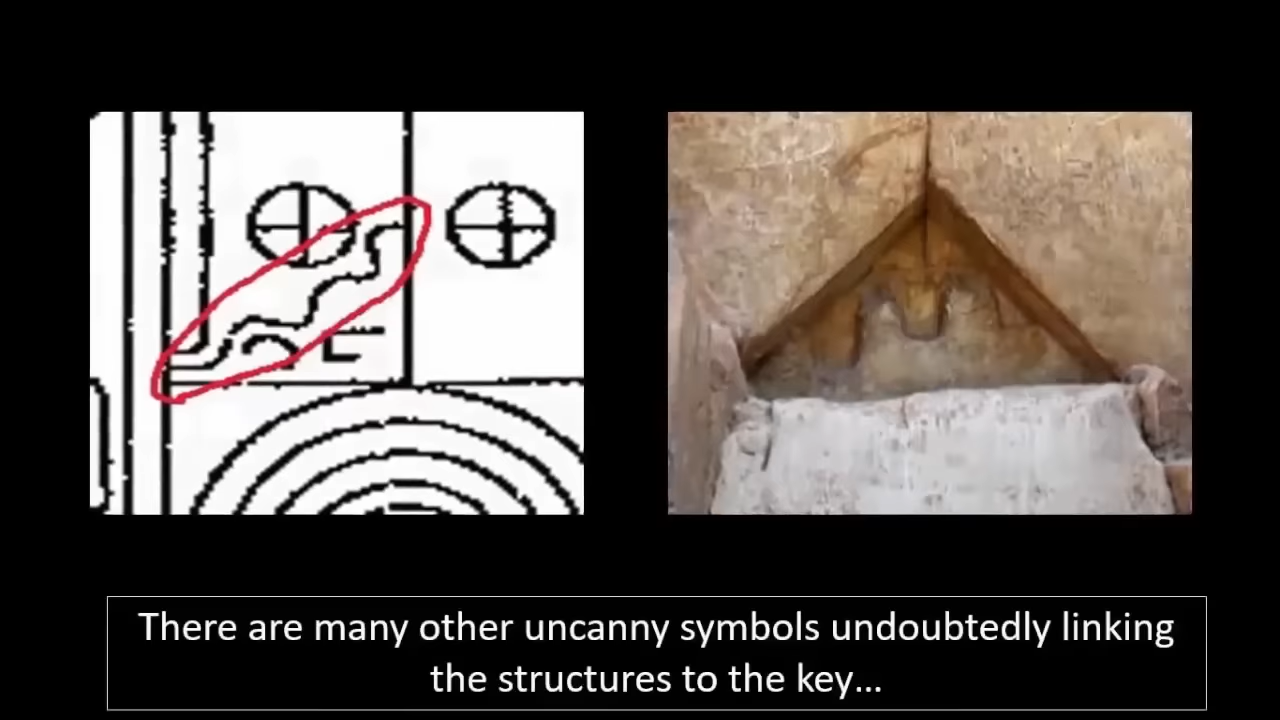 There are many other uncanny symbols undoubtedly linking
the structures to the key…